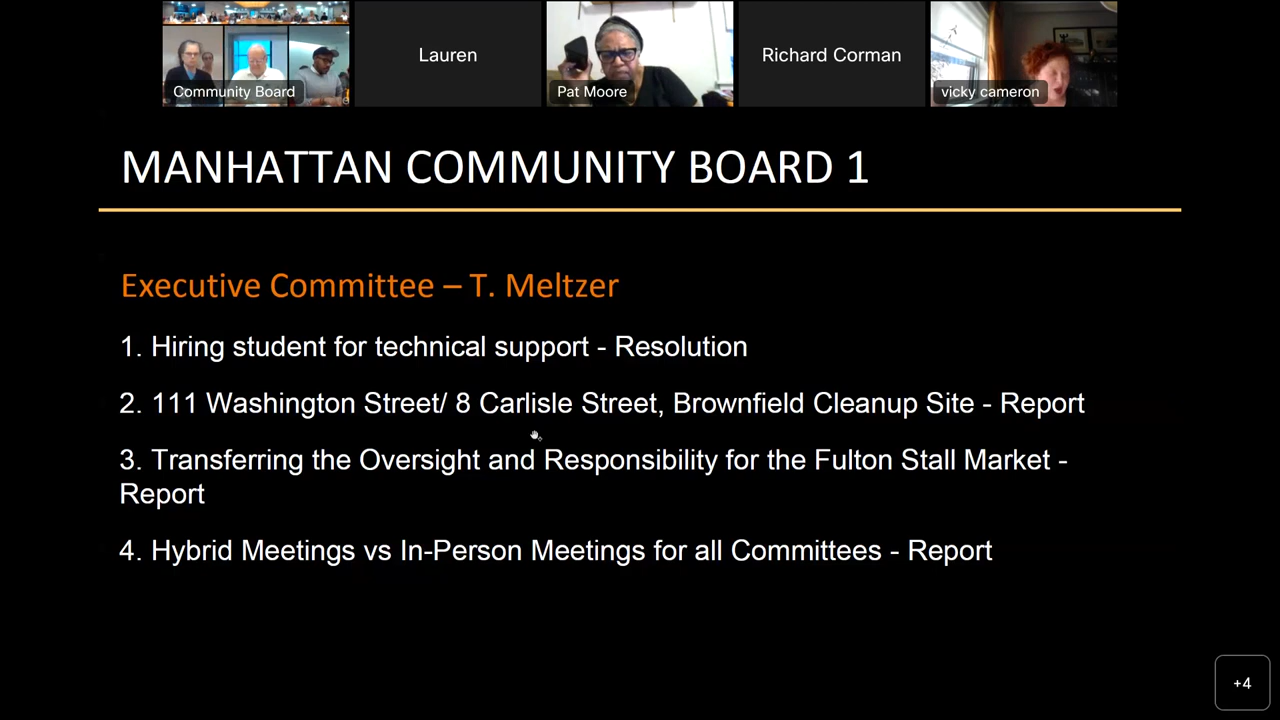 Community Board
Lauren
Pat Moore
Richard Corman
vicky cameron
MANHATTAN COMMUNITY BOARD 1
Executive Committee – T. Meltzer
1. Hiring student for technical support - Resolution
2. 111 Washington Street/ 8 Carlisle Street, Brownfield Cleanup Site - Report
3. Transferring the Oversight and Responsibility for the Fulton Stall Market -
Report
4. Hybrid Meetings vs In-Person Meetings for all Committees - Report
+4